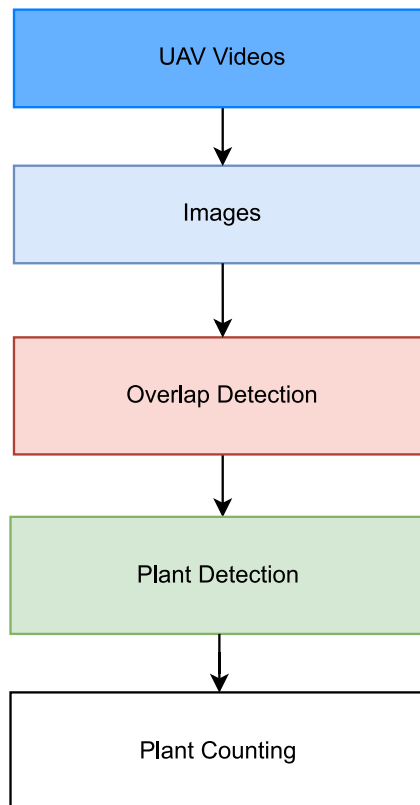 UAV Videos
Images
Overlap Detection
Plant Detection
Plant Counting